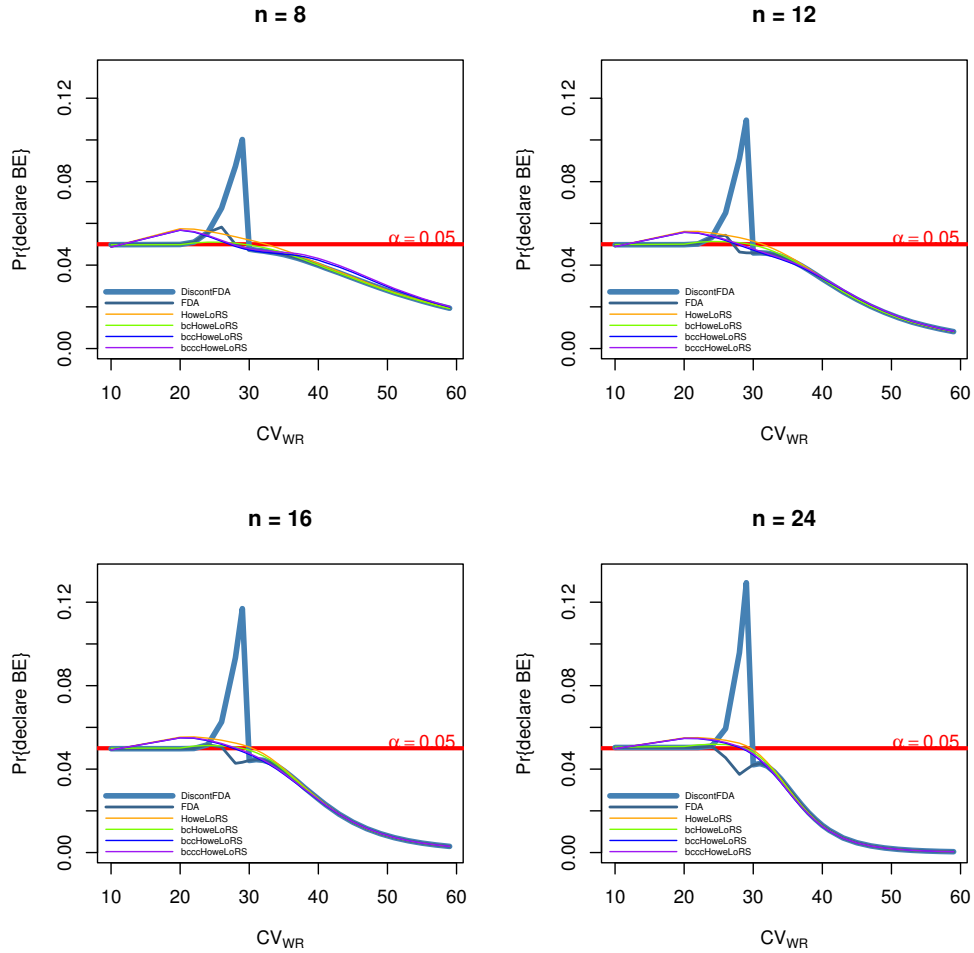 n = 8
Pr{declare BE}
0.12
0.08
0.04
0.00
α = 0.05
DiscontFDA
FDA
HoweLoRS
bcHoweLoRS
bccHoweLoRS
bcccHoweLoRS
10 20 30 40 50 60
CVWR
n = 12
Pr{declare BE}
0.12
0.08
0.04
0.00
α = 0.05
DiscontFDA
FDA
HoweLoRS
bcHoweLoRS
bccHoweLoRS
bcccHoweLoRS
10 20 30 40 50 60
CVWR
n = 16
Pr{declare BE}
0.12
0.08
0.04
0.00
α = 0.05
DiscontFDA
FDA
HoweLoRS
bcHoweLoRS
bccHoweLoRS
bcccHoweLoRS
10 20 30 40 50 60
CVWR
n = 24
Pr{declare BE}
0.12
0.08
0.04
0.00
α = 0.05
DiscontFDA
FDA
HoweLoRS
bcHoweLoRS
bccHoweLoRS
bcccHoweLoRS
10 20 30 40 50 60
CVWR